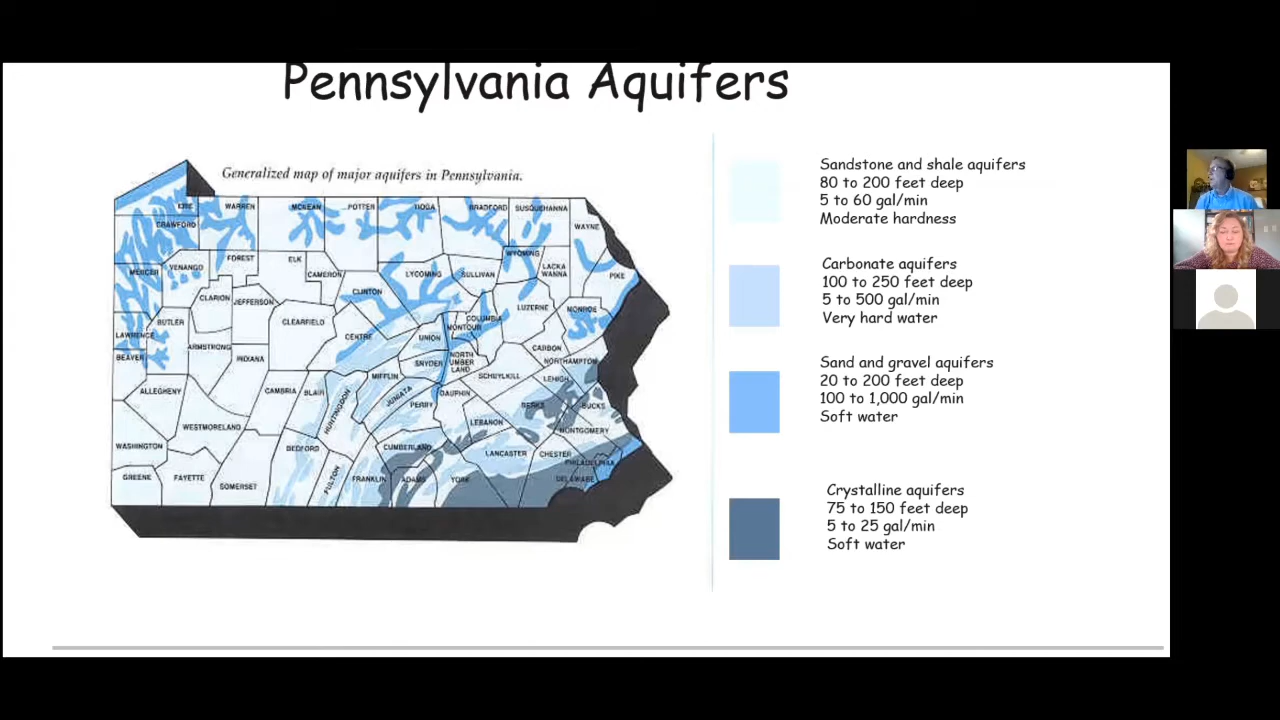 Pennsylvania Aquifers
Generalized map of major aquifers in Pennsylvania.
ERIE
WARREN
MCKEAN
POTTER
TIOGA
BRADFORD
SUSQUEHANNA
CRAWFORD
WAYNE
FOREST
ELK
WYOMING
MERCER
VENANGO
CAMERON
LYCOMING
SULLIVAN
LACKA
WANNA
PIKE
CLINTON
CLARION
JEFFERSON
LUZERNE
MONROE
BUTLER
CLEARFIELD
COLUMBIA
MONTOUR
LAWRENCE
CENTRE
UNION
ARMSTRONG
CARBON
BEAVER
INDIANA
SNYDER
NORTH
UMBER
LAND
NORTHAMPTON
MIFFLIN
SCHUYLKILL
LEHIGH
ALLEGHENY
CAMBRIA
BLAIR
HUNTINGDON
JUNIATA
DAUPHIN
PERRY
BERKS
BUCKS
WESTMORELAND
LEBANON
MONTGOMERY
WASHINGTON
BEDFORD
CUMBERLAND
LANCASTER
CHESTER
PHILADELPHIA
GREENE
FAYETTE
SOMERSET
FULTON
FRANKLIN
ADAMS
YORK
DELAWARE
Sandstone and shale aquifers
80 to 200 feet deep
5 to 60 gal/min
Moderate hardness
Carbonate aquifers
100 to 250 feet deep
5 to 500 gal/min
Very hard water
Sand and gravel aquifers
20 to 200 feet deep
100 to 1,000 gal/min
Soft water
Crystalline aquifers
75 to 150 feet deep
5 to 25 gal/min
Soft water